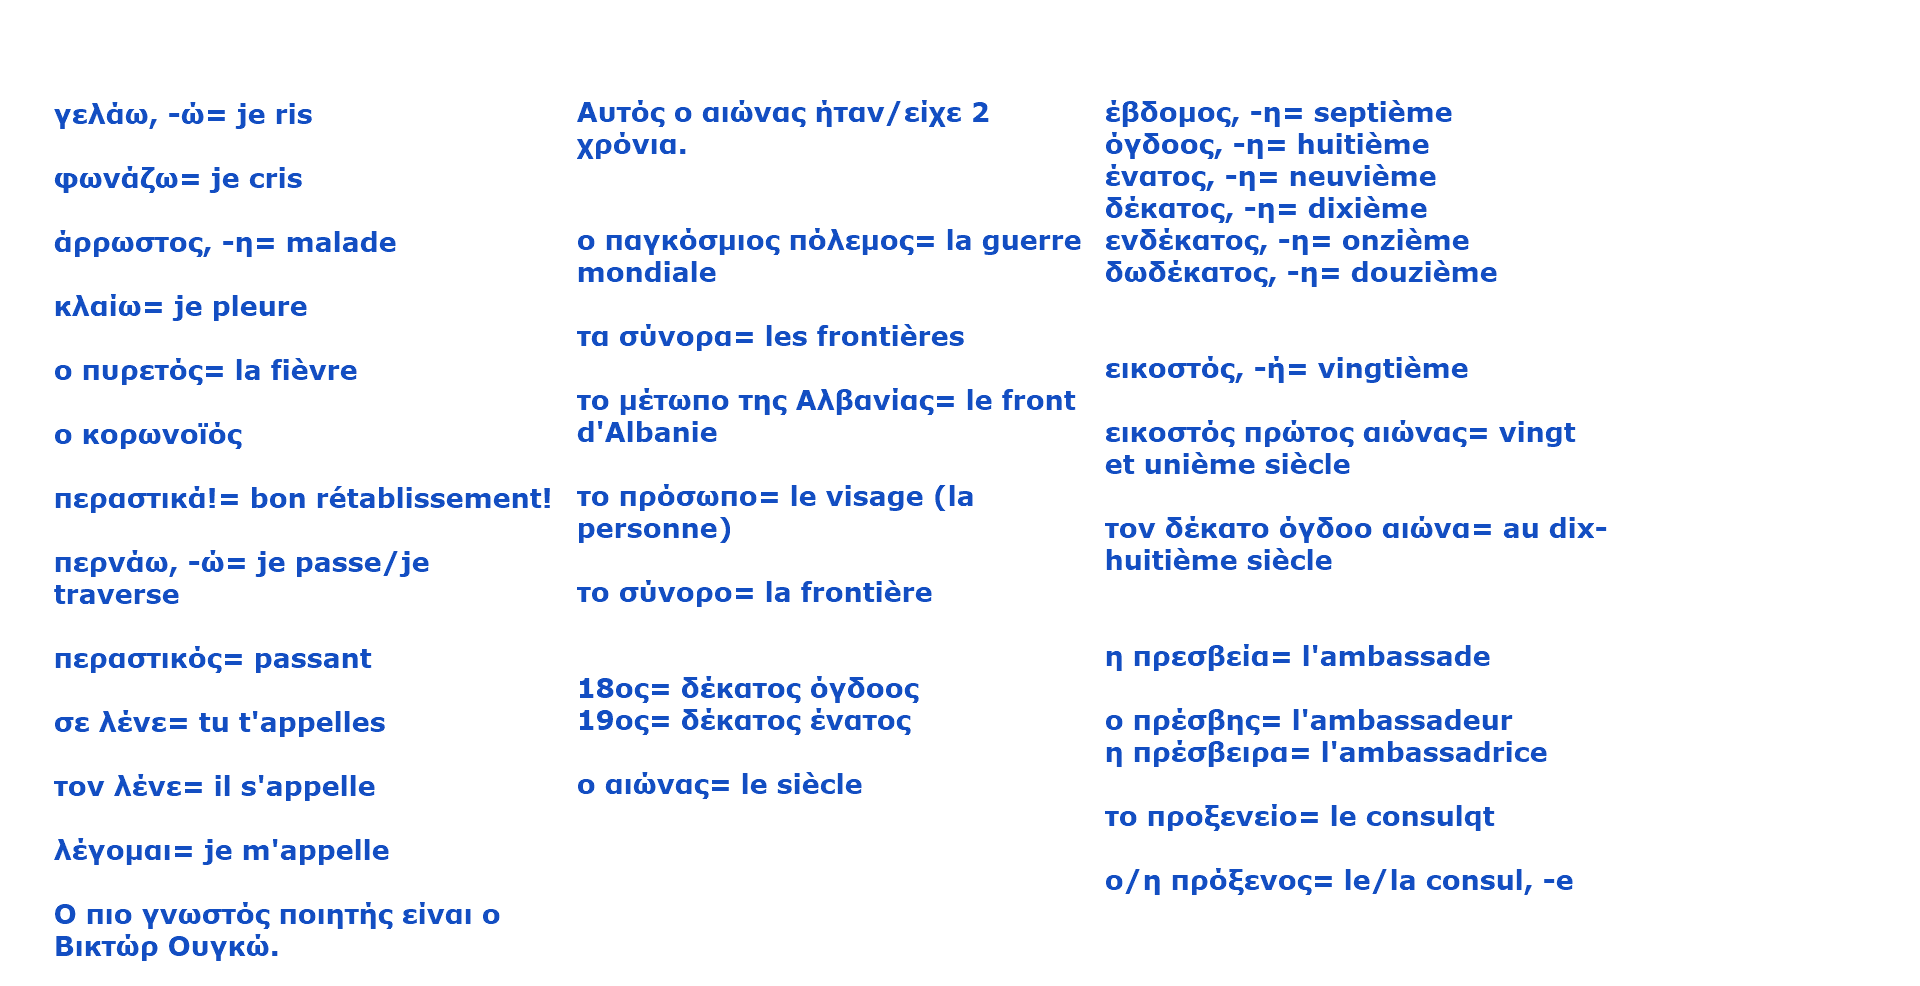 γελάω, -ώ= je ris
φωνάζω= je cris
άρρωστος, -η= malade
κλαίω= je pleure
ο πυρετός= la fièvre
ο κορωνοϊός
περαστικά!= bon rétablissement!
περνάω, -ώ= je passe/je
traverse
περαστικός= passant
σε λένε= tu t'appelles
τον λένε= il s'appelle
λέγομαι= je m'appelle
Ο πιο γνωστός ποιητής είναι ο
Βικτώρ Ουγκώ.
Αυτός ο αιώνας ήταν/είχε 2
χρόνια.
ο παγκόσμιος πόλεμος= la guerre
mondiale
τα σύνορα= les frontières
το μέτωπο της Αλβανίας= le front
d'Albanie
το πρόσωπο= le visage (la
personne)
το σύνορο= la frontière
18ος= δέκατος όγδοος
19ος= δέκατος ένατος
ο αιώνας= le siècle
έβδομος, -η= septième
όγδοος, -η= huitième
ένατος, -η= neuvième
δέκατος, -η= dixième
ενδέκατος, -η= onzième
δωδέκατος, -η= douzième
εικοστός, -ή= vingtième
εικοστός πρώτος αιώνας= vingt
et unième siècle
τον δέκατο όγδοο αιώνα= au dix-
huitième siècle
η πρεσβεία= l'ambassade
ο πρέσβης= l'ambassadeur
η πρέσβειρα= l'ambassadrice
το προξενείο= le consulqt
ο/η πρόξενος= le/la consul, -e